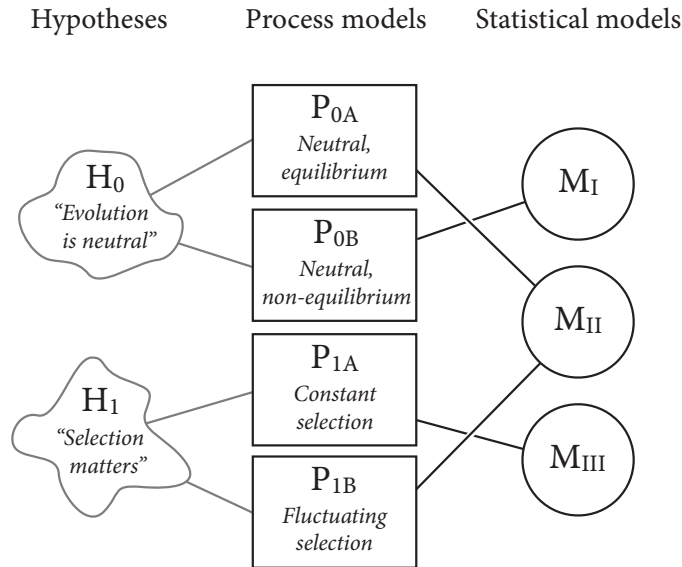 Hypotheses Process models Statistical models
P0A
Neutral,
equilibrium
H0
“Evolution
is neutral”
MI
P0B
Neutral,
non-equilibrium
MII
P1A
Constant
selection
H1
“Selection
matters”
MIII
P1B
Fluctuating
selection